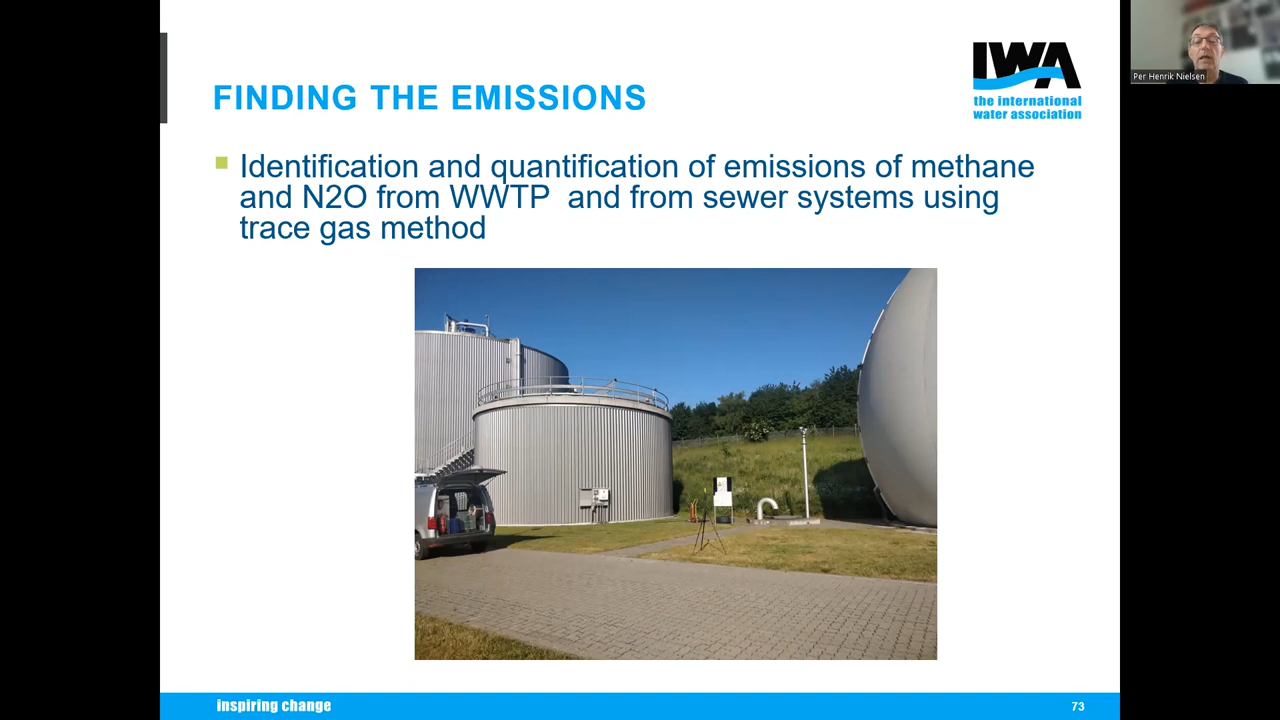 FINDING THE EMISSIONS
IWA
the international
water association
Per Henrik Nielsen
Identification and quantification of emissions of methane
and N2O from WWTP and from sewer systems using
trace gas method
inspiring change
73